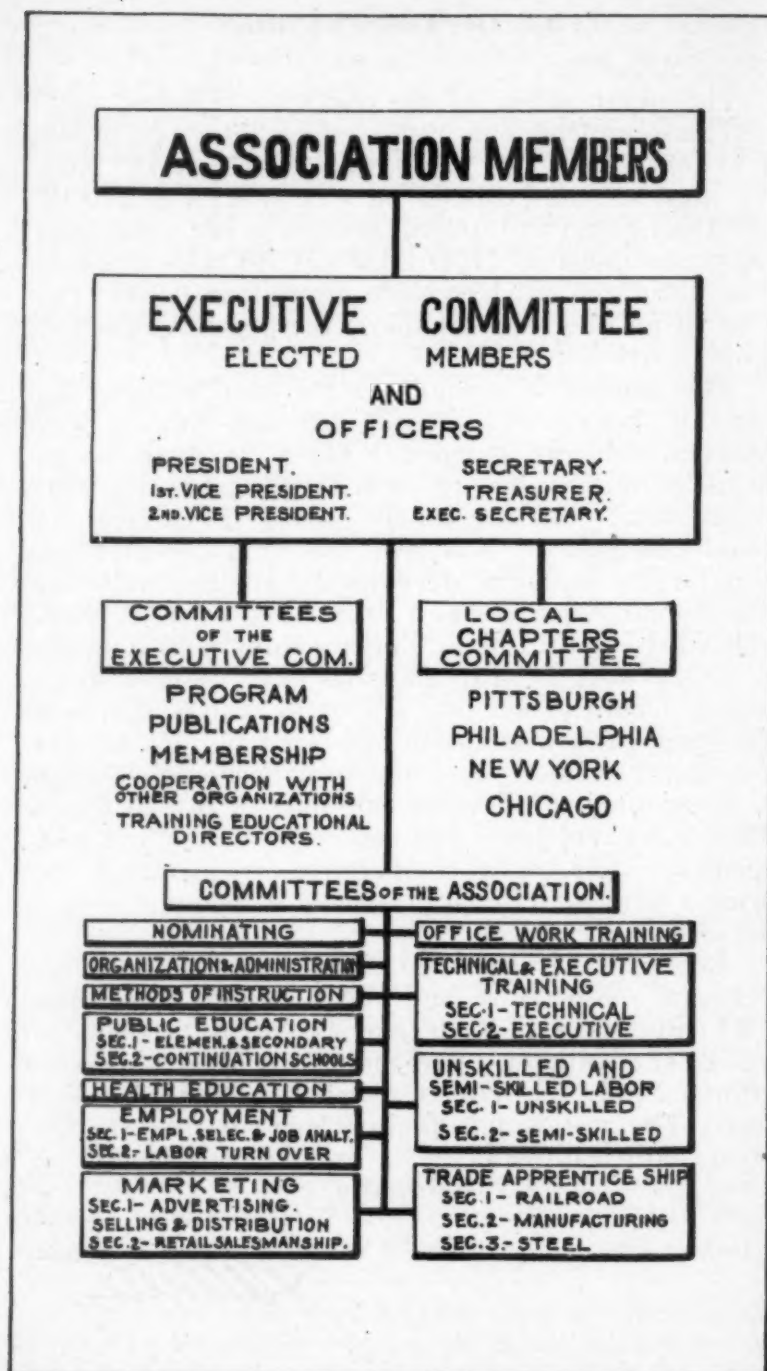 ASSOCIATION MEMBERS
EXECUTIVE COMMITTEE
ELECTED MEMBERS
AND
OFFICERS
PRESIDENT.
1ST. VICE PRESIDENT.
2ND. VICE PRESIDENT.
SECRETARY.
TREASURER.
EXEC. SECRETARY.
COMMITTEES
OF THE
EXECUTIVE COM.
PROGRAM
PUBLICATIONS
MEMBERSHIP
COOPERATION WITH
OTHER ORGANIZATIONS
TRAINING EDUCATIONAL
DIRECTORS.
LOCAL
CHAPTERS
COMMITTEE
PITTSBURGH
PHILADELPHIA
NEW YORK
CHICAGO
COMMITTEES OF THE ASSOCIATION.
NOMINATING
ORGANIZATION & ADMINISTRATION
METHODS OF INSTRUCTION
PUBLIC EDUCATION
SEC. 1-ELEMEN. & SECONDARY
SEC. 2-CONTINUATION SCHOOLS
HEALTH EDUCATION
EMPLOYMENT
SEC. 1-EMPL. SELEC. & JOB ANALT.
SEC. 2.- LABOR TURN OVER
MARKETING
SEC. 1- ADVERTISING.
SELLING & DISTRIBUTION
SEC. 2-RETAIL SALESMANSHIP.
OFFICE WORK TRAINING
TECHNICAL & EXECUTIVE
TRAINING
SEC. 1-TECHNICAL
SEC. 2-EXECUTIVE
UNSKILLED AND
SEMI-SKILLED LABOR
SEC. 1-UNSKILLED
SEC. 2-SEMI-SKILLED
TRADE APPRENTICE SHIP
SEC. 1-RAILROAD
SEC. 2-MANUFACTURING
SEC. 3.-STEEL